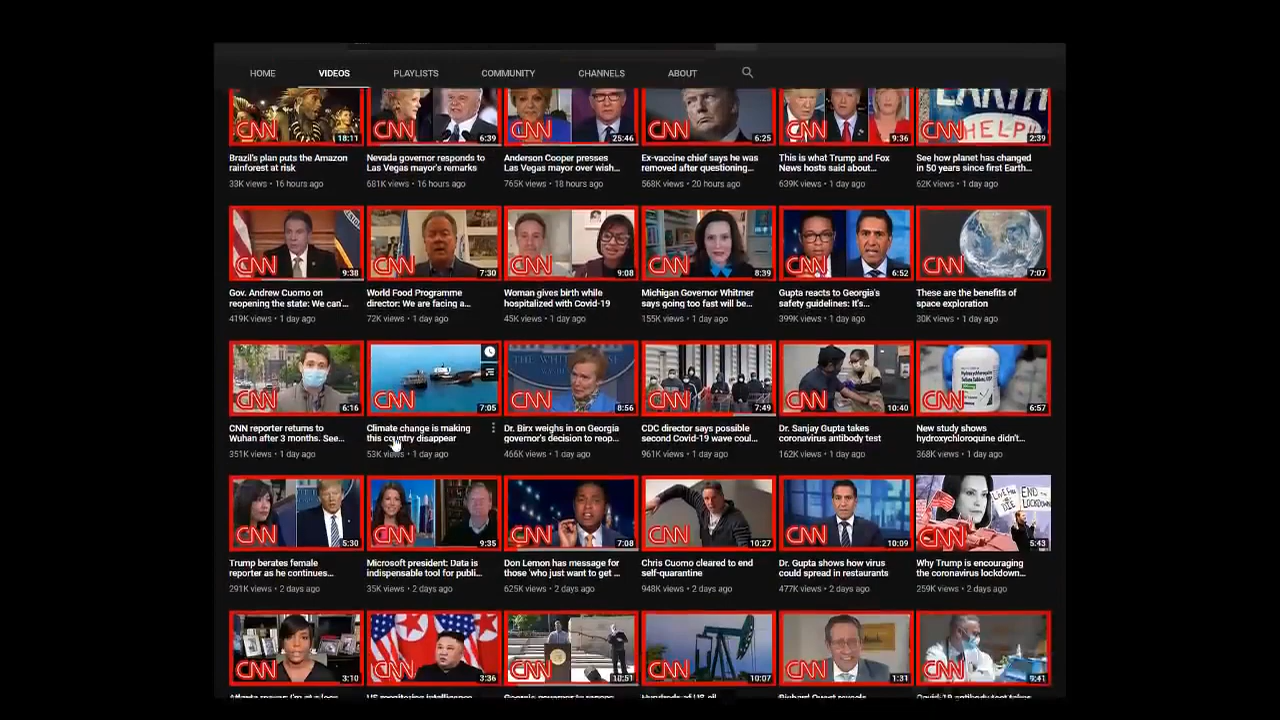 HOME VIDEOS PLAYLISTS COMMUNITY CHANNELS ABOUT
CNN 18:11 CNN 6:39 CNN 25:46 CNN 6:25 CNN 9:36 EARTH HELP! CNN 2:39
Brazil's plan puts the Amazon
rainforest at risk
33K views • 16 hours ago
Nevada governor responds to
Las Vegas mayor's remarks
681K views • 16 hours ago
Anderson Cooper presses
Las Vegas mayor over wish...
765K views • 18 hours ago
Ex-vaccine chief says he was
removed after questioning...
568K views • 20 hours ago
This is what Trump and Fox
News hosts said about...
639K views • 1 day ago
See how planet has changed
in 50 years since first Earth...
62K views • 1 day ago
CNN 9:38 CNN 7:30 CNN 9:08 CNN 8:39 CNN 6:52 CNN 7:07
Gov. Andrew Cuomo on
reopening the state: We can'...
419K views • 1 day ago
World Food Programme
director: We are facing a...
72K views • 1 day ago
Woman gives birth while
hospitalized with Covid-19
45K views • 1 day ago
Michigan Governor Whitmer
says going too fast will be...
155K views • 1 day ago
Gupta reacts to Georgia's
safety guidelines: It's...
399K views • 1 day ago
These are the benefits of
space exploration
30K views • 1 day ago
CNN 6:16 CNN 7:05 THE WHITE HOUSE CNN 8:56 CNN 7:49 CNN 10:40 CNN 6:57
CNN reporter returns to
Wuhan after 3 months. See...
351K views • 1 day ago
Climate change is making
this country disappear
53K views • 1 day ago
Dr. Birx weighs in on Georgia
governor's decision to reop...
466K views • 1 day ago
CDC director says possible
second Covid-19 wave coul...
961K views • 1 day ago
Dr. Sanjay Gupta takes
coronavirus antibody test
162K views • 1 day ago
New study shows
hydroxychloroquine didn't...
368K views • 1 day ago
CNN 5:30 CNN 9:35 CNN 7:08 CNN 10:27 CNN 10:09 END LOCKDOWN CNN 5:43
Trump berates female
reporter as he continues...
291K views • 2 days ago
Microsoft president: Data is
indispensable tool for publi...
35K views • 2 days ago
Don Lemon has message for
those 'who just want to get ...
625K views • 2 days ago
Chris Cuomo cleared to end
self-quarantine
948K views • 2 days ago
Dr. Gupta shows how virus
could spread in restaurants
477K views • 2 days ago
Why Trump is encouraging
the coronavirus lockdown...
259K views • 2 days ago
CNN 3:10 CNN 3:36 CNN 10:51 CNN 10:07 CNN 1:31 CNN 9:41